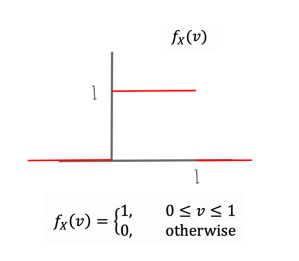 fX(v)
1
1
fX(v) = {1, 0 ≤ v ≤ 1
0, otherwise